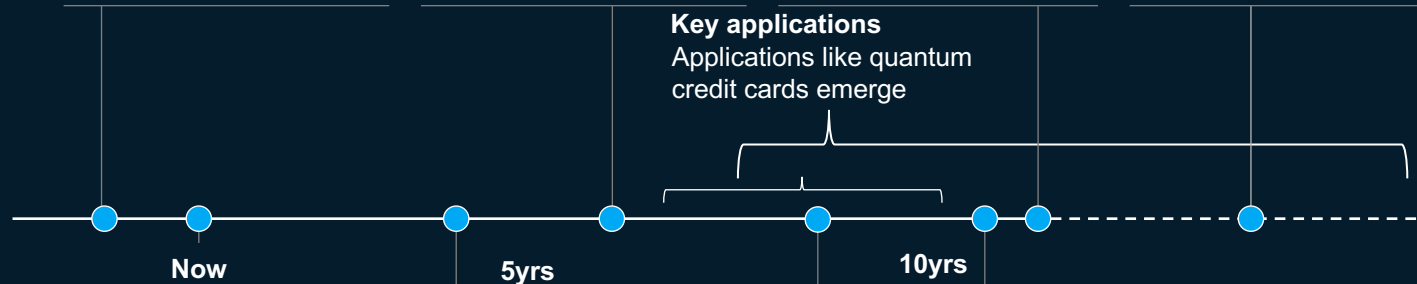 Key applications
Applications like quantum
credit cards emerge
Now
5yrs
10yrs